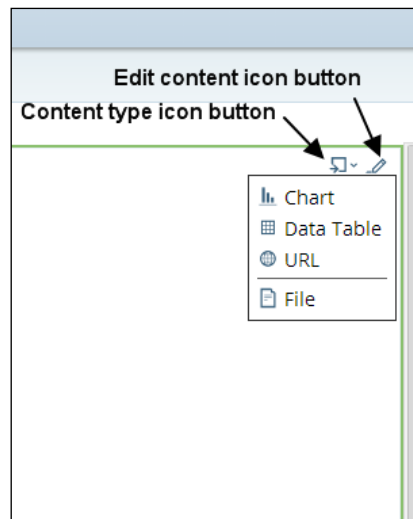 Edit content icon button
Content type icon button
Chart
Data Table
URL
File